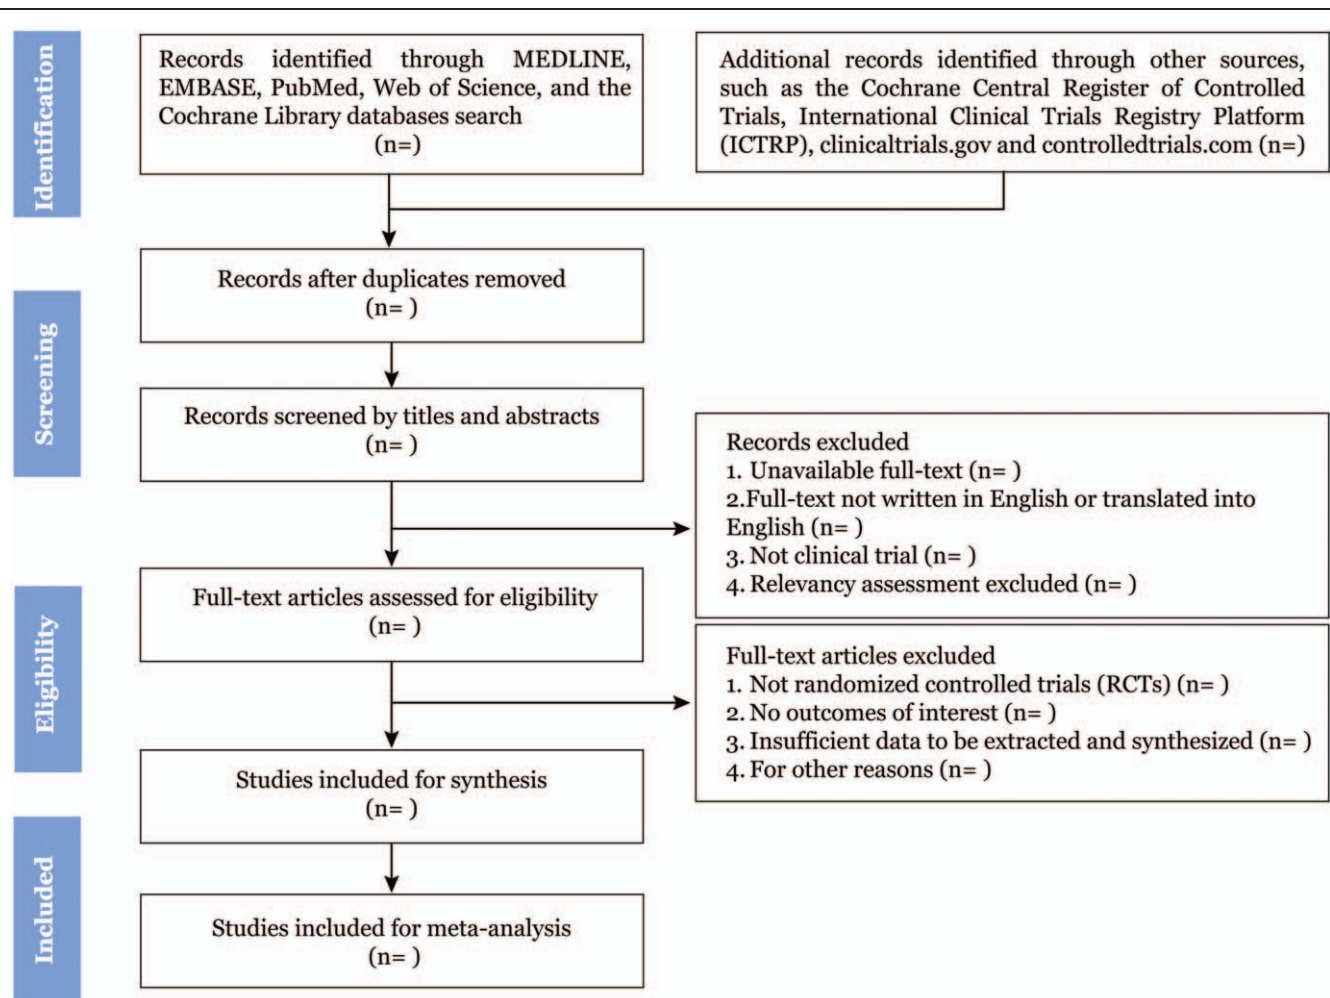 Identification
Records identified through MEDLINE,
EMBASE, PubMed, Web of Science, and the
Cochrane Library databases search
(n=)
Additional records identified through other sources,
such as the Cochrane Central Register of Controlled
Trials, International Clinical Trials Registry Platform
(ICTRP), clinicaltrials.gov and controlledtrials.com (n=)
Screening
Records after duplicates removed
(n= )
Records screened by titles and abstracts
(n= )
Records excluded
1. Unavailable full-text (n= )
2.Full-text not written in English or translated into
English (n= )
3. Not clinical trial (n= )
4. Relevancy assessment excluded (n= )
Eligibility
Full-text articles assessed for eligibility
(n= )
Full-text articles excluded
1. Not randomized controlled trials (RCTs) (n= )
2. No outcomes of interest (n= )
3. Insufficient data to be extracted and synthesized (n= )
4. For other reasons (n= )
Studies included for synthesis
(n= )
Included
Studies included for meta-analysis
(n= )